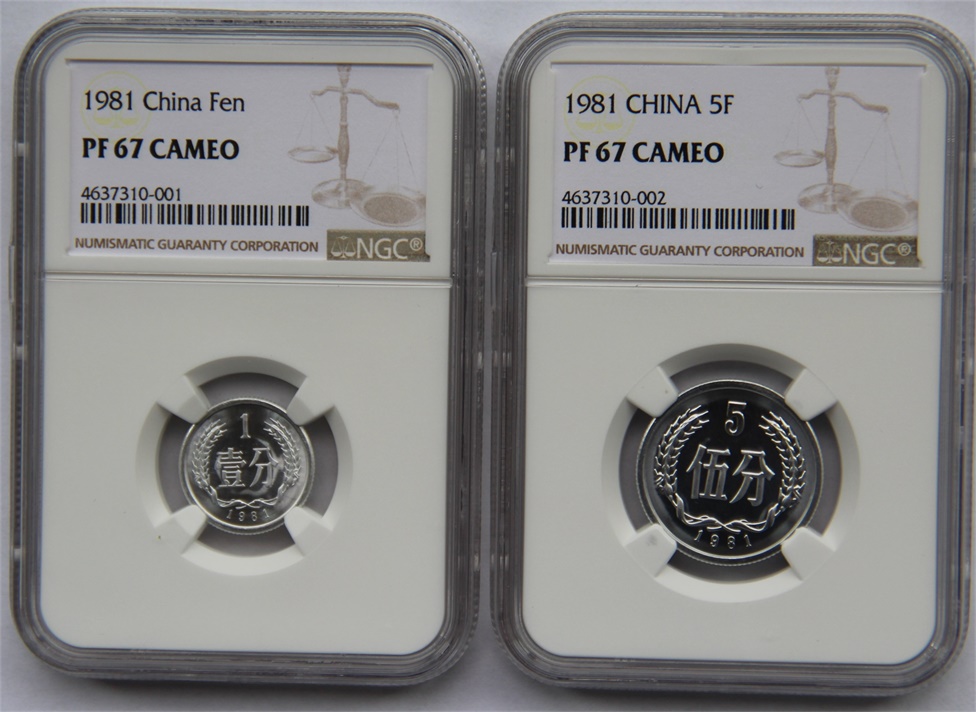 1981 China Fen
PF 67 CAMEO
4637310-001
NUMISMATIC GUARANTY CORPORATION
NGC®
1
壹分
1981
1981 CHINA 5F
PF 67 CAMEO
4637310-002
NUMISMATIC GUARANTY CORPORATION
NGC®
5
伍分
1981